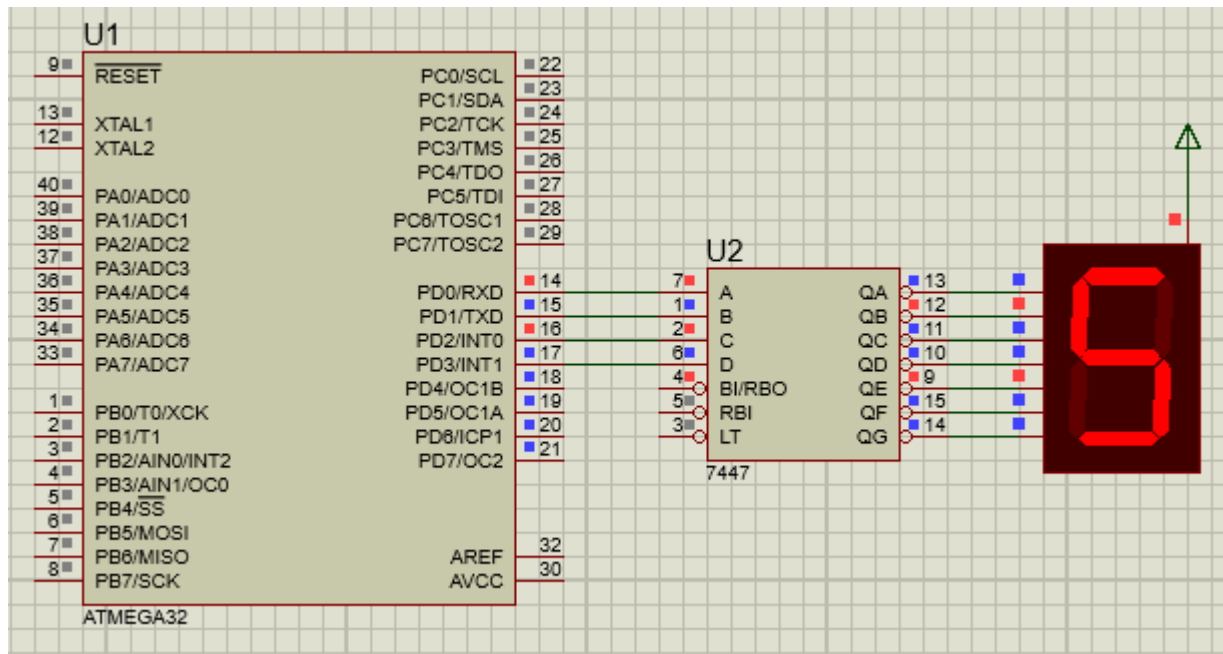 U1
9 RESET PC0/SCL 22
PC1/SDA 23
13 XTAL1 PC2/TCK 24
12 XTAL2 PC3/TMS 25
PC4/TDO 26
40 PA0/ADC0 PC5/TDI 27
39 PA1/ADC1 PC6/TOSC1 28
38 PA2/ADC2 PC7/TOSC2 29
37 PA3/ADC3
36 PA4/ADC4 PD0/RXD 14
35 PA5/ADC5 PD1/TXD 15
34 PA6/ADC6 PD2/INT0 16
33 PA7/ADC7 PD3/INT1 17
PD4/OC1B 18
1 PB0/T0/XCK PD5/OC1A 19
2 PB1/T1 PD6/ICP1 20
3 PB2/AIN0/INT2 PD7/OC2 21
4 PB3/AIN1/OC0
5 PB4/SS
6 PB5/MOSI
7 PB6/MISO AREF 32
8 PB7/SCK AVCC 30
ATMEGA32
U2
7 A QA 13
1 B QB 12
2 C QC 11
6 D QD 10
4 BI/RBO QE 9
5 RBI QF 15
3 LT QG 14
7447
5